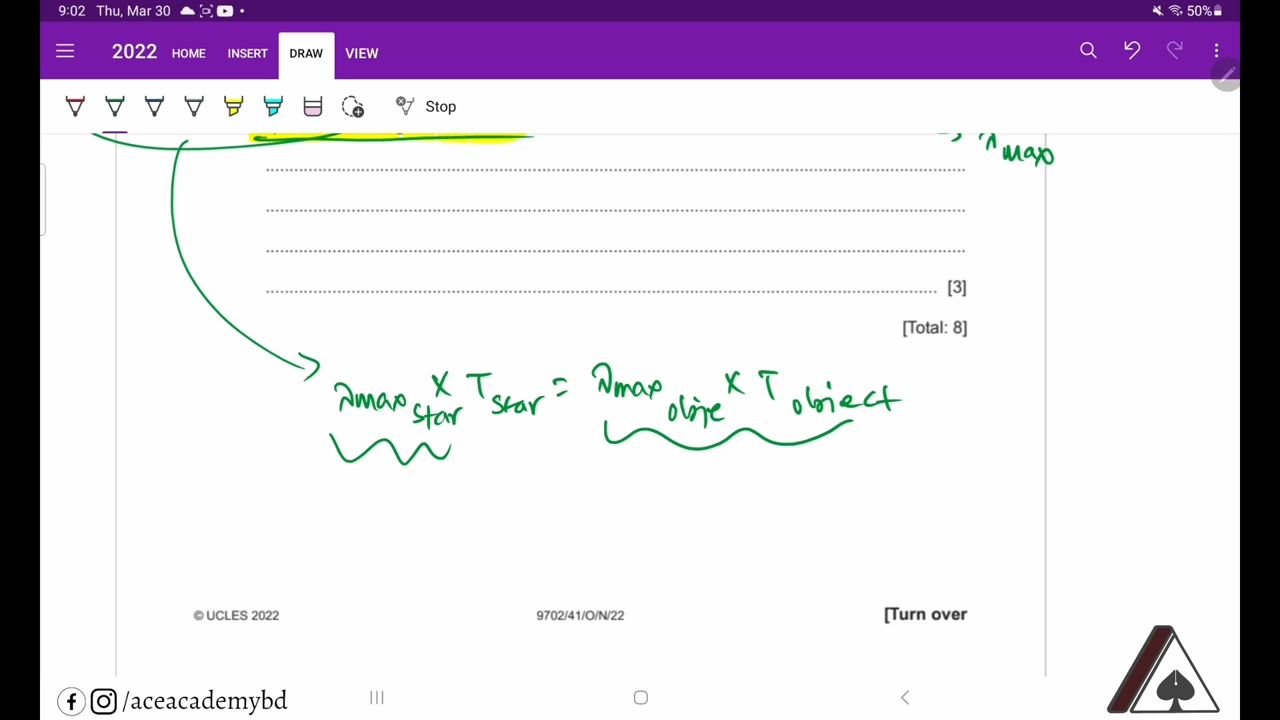 9:02 Thu, Mar 30 50%
2022 HOME INSERT DRAW VIEW
Stop
λmax
[3]
[Total: 8]
λmax star x T star = λmax obje x T object
© UCLES 2022 9702/41/O/N/22 [Turn over
/aceacademybd